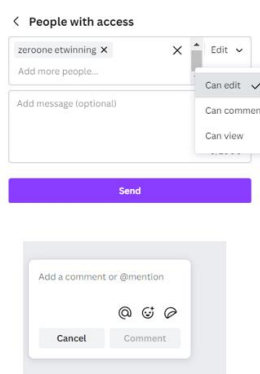 People with access
zeroone etwinning
Edit
Add more people...
Can edit
Add message (optional)
Can commen
Can view
Send
Add a comment or @mention
Cancel
Comment